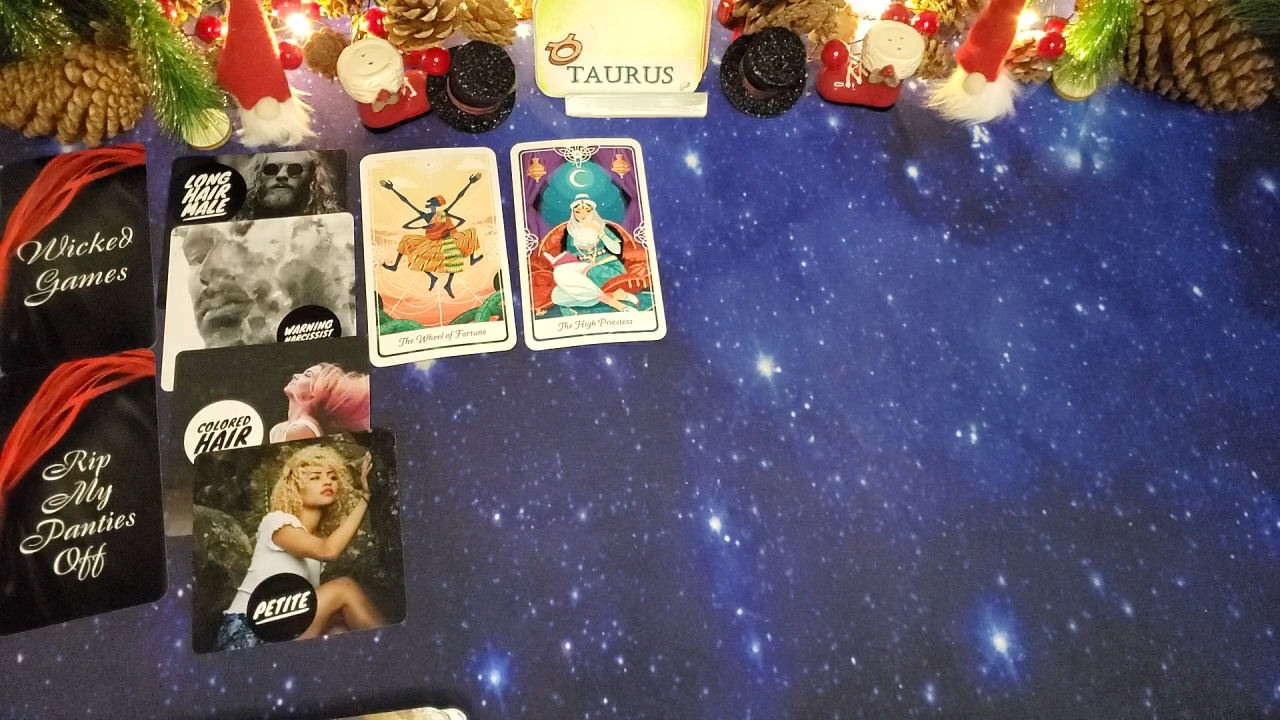 TAURUS
Wicked
Games
LONG
HAIR
MALE
WARNING
NARCISSIST
The Wheel of Fortune
The High Priestess
Rip
My
Panties
Off
COLORED
HAIR
PETITE